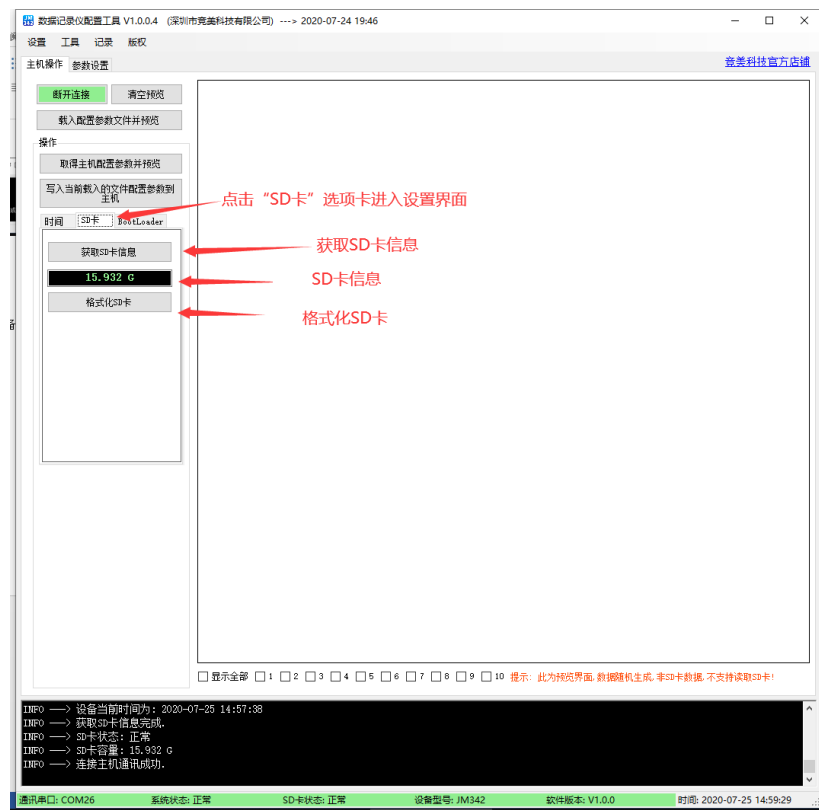 数据记录仪配置工具 V1.0.0.4 (深圳市竞美科技有限公司) ---> 2020-07-24 19:46
设置 工具 记录 版权
主机操作 参数设置 竞美科技官方店铺
断开连接 清空预览
载入配置参数文件并预览
操作
取得主机配置参数并预览
写入当前载入的文件配置参数到
主机
点击“SD卡”选项卡进入设置界面
时间 SD卡 BootLoader
获取SD卡信息 获取SD卡信息
15.932 G SD卡信息
格式化SD卡 格式化SD卡
显示全部 1 2 3 4 5 6 7 8 9 10 提示: 此为预览界面,数据随机生成,非SD卡数据,不支持读取SD卡!
INFO ——> 设备当前时间为: 2020-07-25 14:57:38
INFO ——> 获取SD卡信息完成.
INFO ——> SD卡状态: 正常
INFO ——> SD卡容量: 15.932 G
INFO ——> 连接主机通讯成功.
通讯串口: COM26 系统状态: 正常 SD卡状态: 正常 设备型号: JM342 软件版本: V1.0.0 时间: 2020-07-25 14:59:29